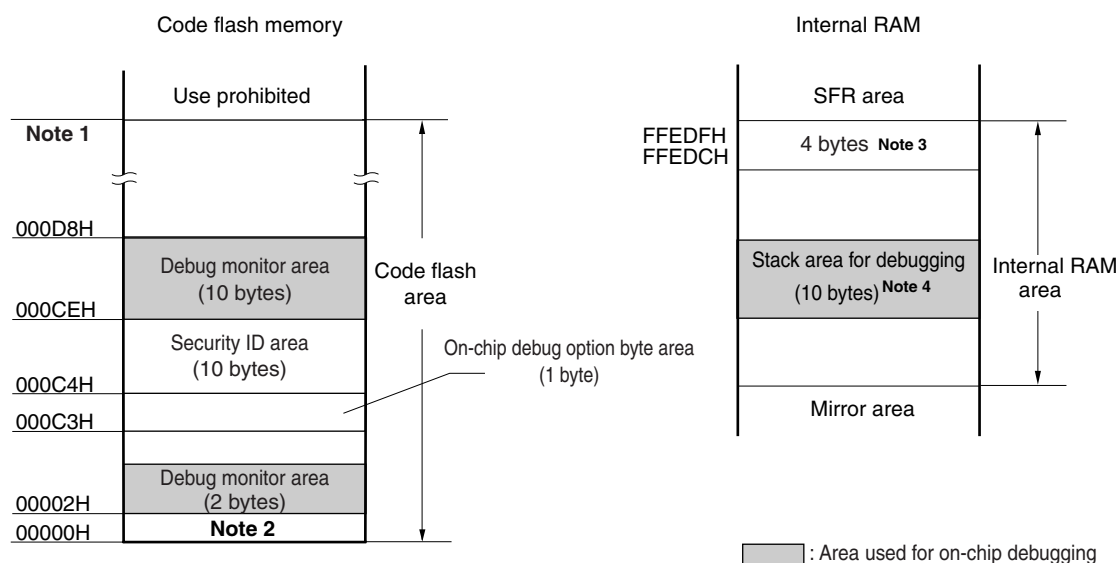 Code flash memory
Use prohibited
Note 1
000D8H
Debug monitor area
(10 bytes)
Code flash
area
000CEH
Security ID area
(10 bytes)
On-chip debug option byte area
(1 byte)
000C4H
000C3H
Debug monitor area
(2 bytes)
00002H
Note 2
00000H
Internal RAM
SFR area
FFEDFH
FFEDCH
4 bytes Note 3
Stack area for debugging
(10 bytes) Note 4
Internal RAM
area
Mirror area
: Area used for on-chip debugging